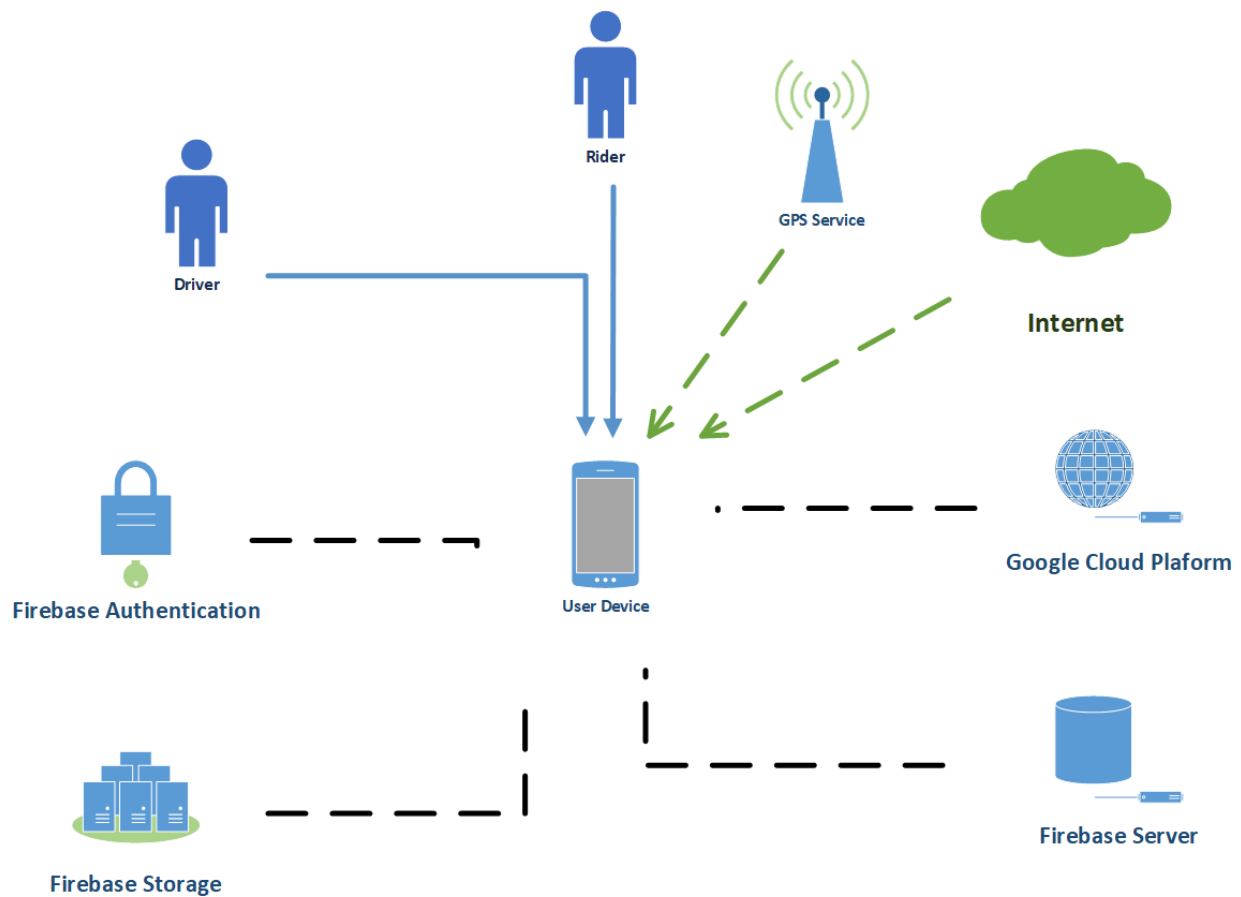 Rider
GPS Service
Driver
Internet
Google Cloud Plaform
Firebase Authentication
User Device
Firebase Server
Firebase Storage